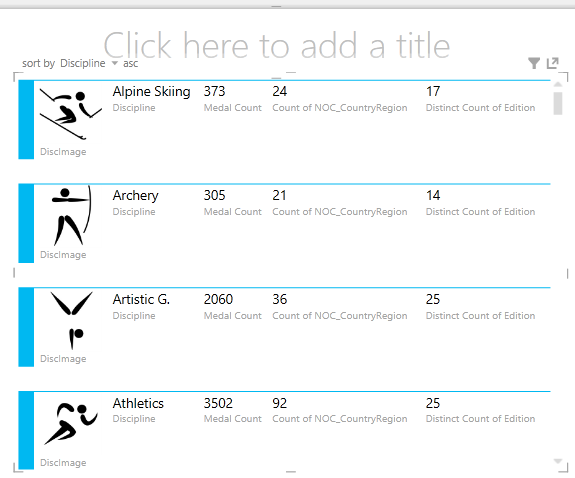 Click here to add a title
sort by Discipline asc
Alpine Skiing 373 24 17
Discipline Medal Count Count of NOC_CountryRegion Distinct Count of Edition
DiscImage
Archery 305 21 14
Discipline Medal Count Count of NOC_CountryRegion Distinct Count of Edition
DiscImage
Artistic G. 2060 36 25
Discipline Medal Count Count of NOC_CountryRegion Distinct Count of Edition
DiscImage
Athletics 3502 92 25
Discipline Medal Count Count of NOC_CountryRegion Distinct Count of Edition
DiscImage